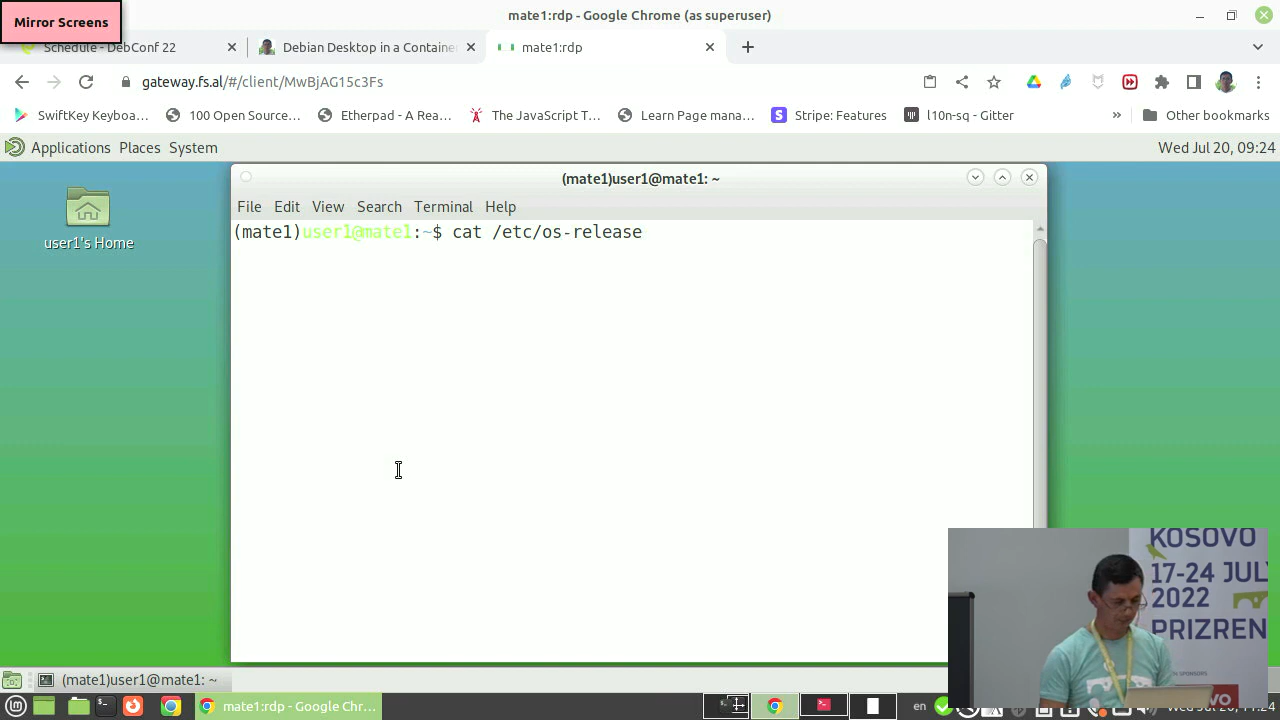 mate1:rdp - Google Chrome (as superuser)
Mirror Screens
Schedule - DebConf 22
Debian Desktop in a Container
mate1:rdp
gateway.fs.al/#/client/MwBjAG15c3Fs
SwiftKey Keyboa...
100 Open Source...
Etherpad - A Rea...
The JavaScript T...
Learn Page mana...
Stripe: Features
l10n-sq - Gitter
»
Other bookmarks
Applications Places System
Wed Jul 20, 09:24
(mate1)user1@mate1: ~
File Edit View Search Terminal Help
(mate1)user1@mate1:~$ cat /etc/os-release
user1's Home
KOSOVO
17-24 JUL
2022
PRIZREN
SPONSORS
(mate1)user1@mate1: ~
mate1:rdp - Google Chr...
en